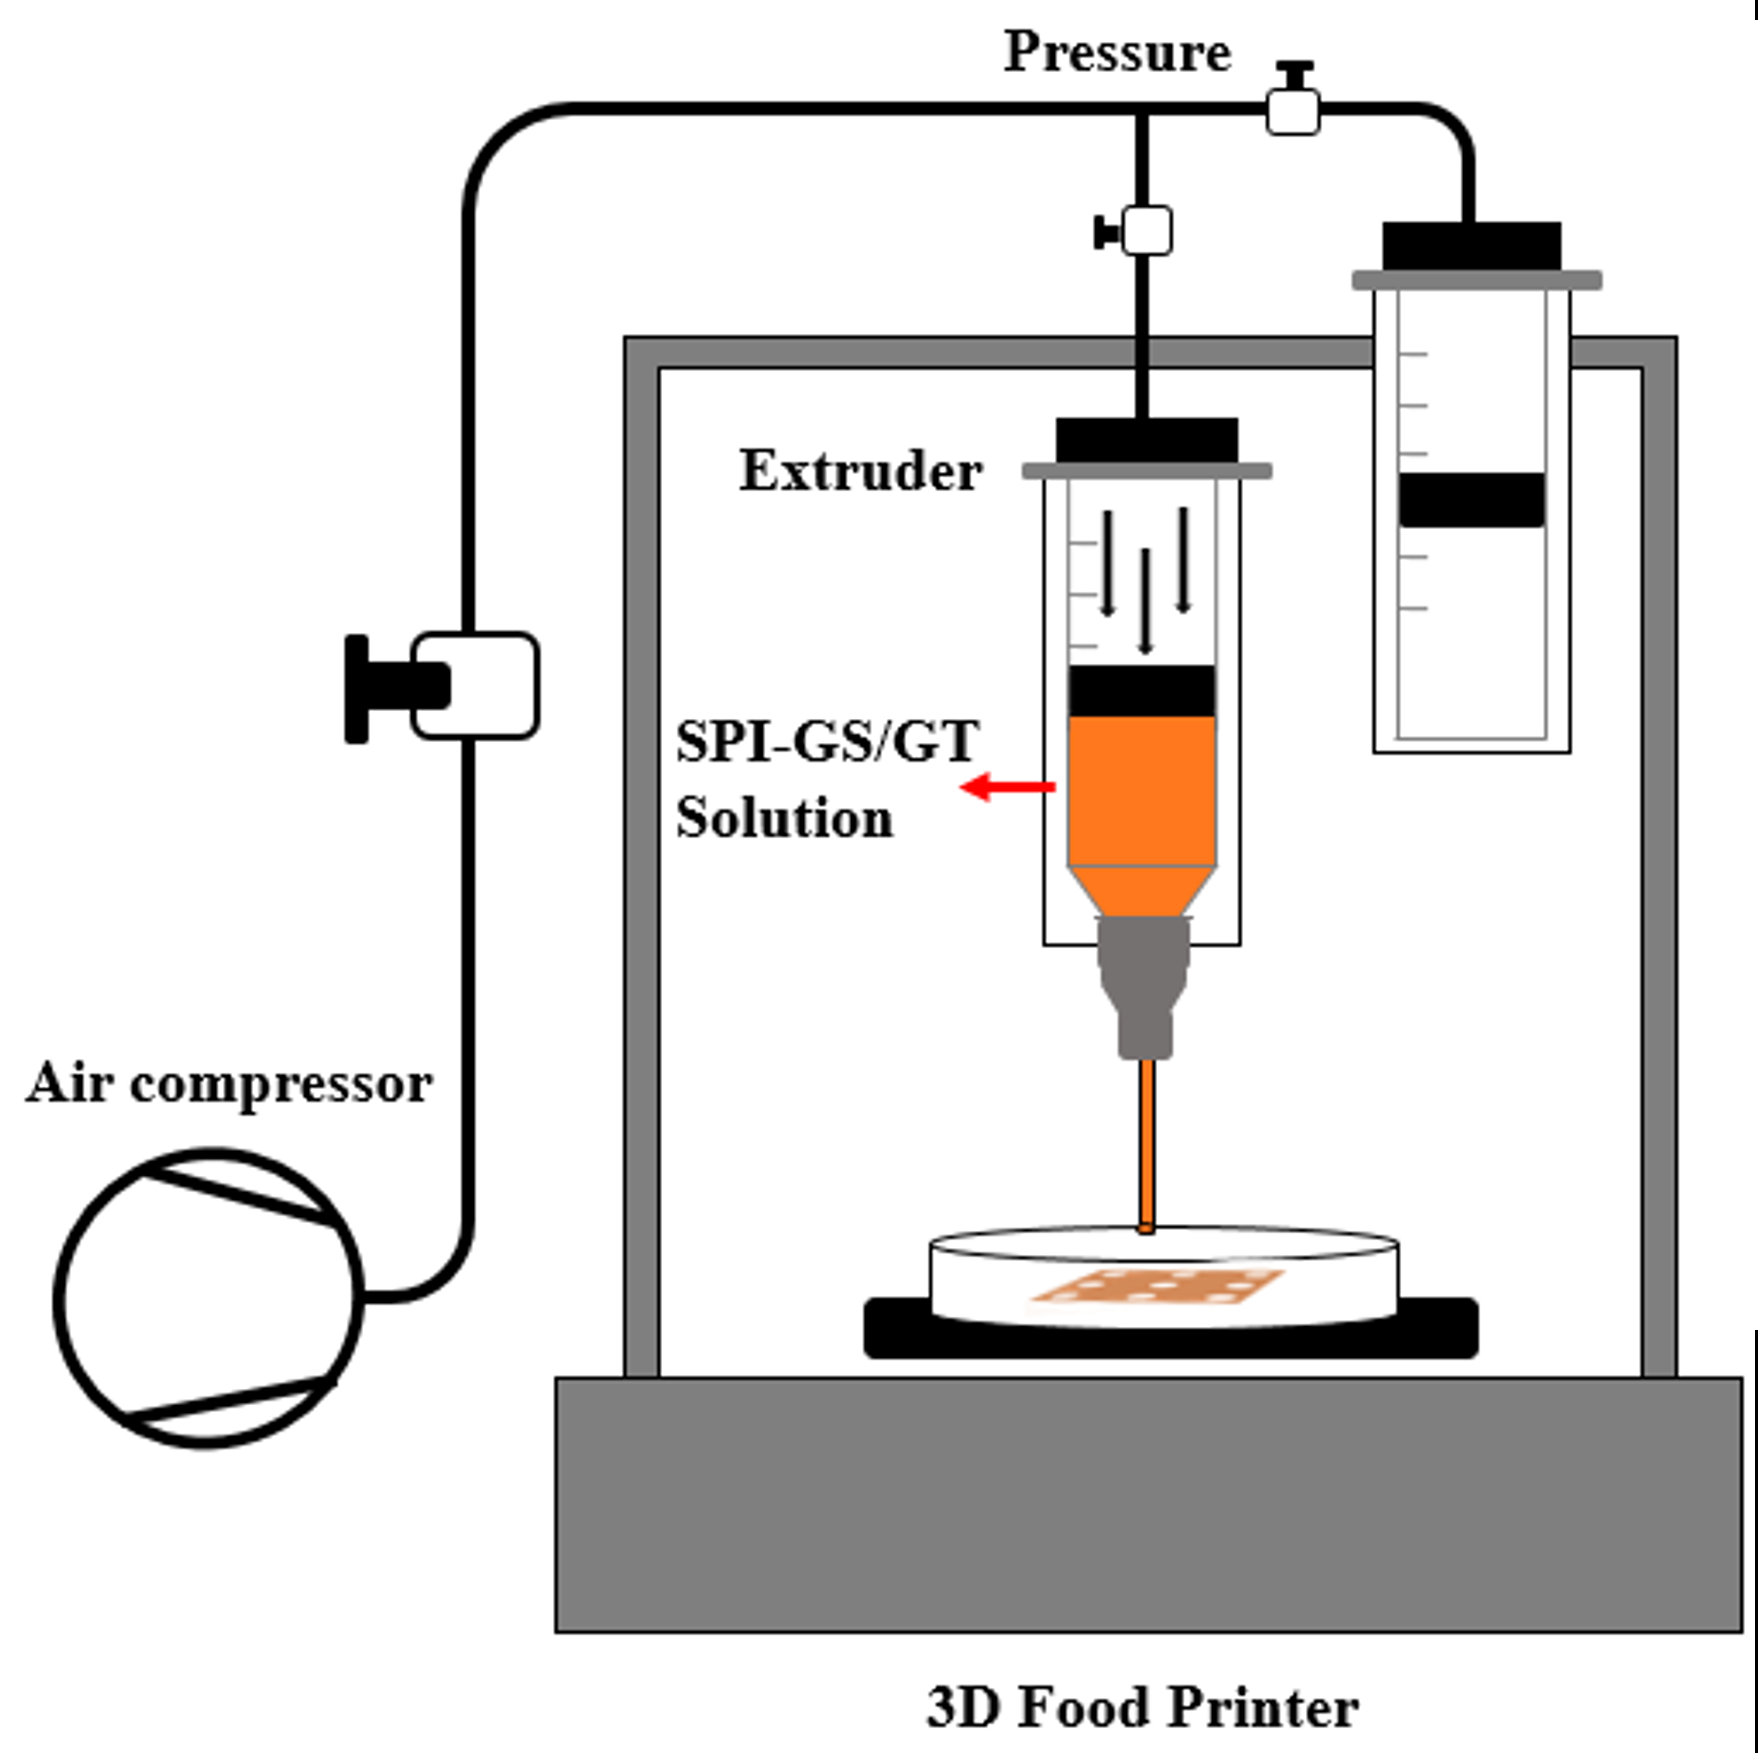 Pressure
Extruder
SPI-GS/GT
Solution
Air compressor
3D Food Printer